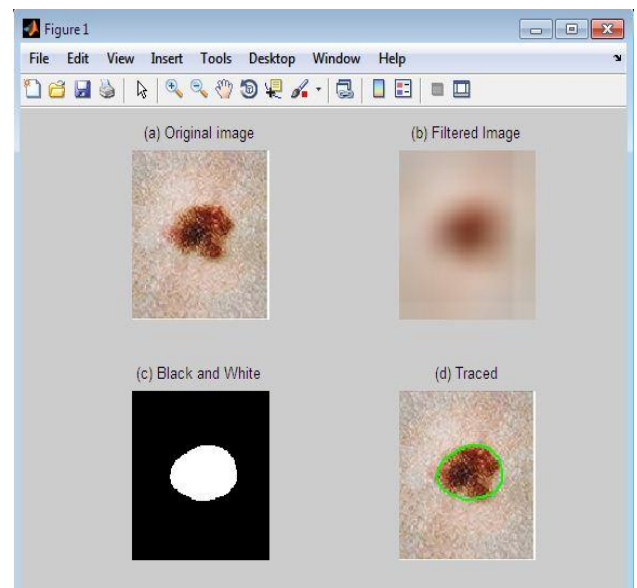 Figure 1
File Edit View Insert Tools Desktop Window Help
(a) Original image
(b) Filtered Image
(c) Black and White
(d) Traced